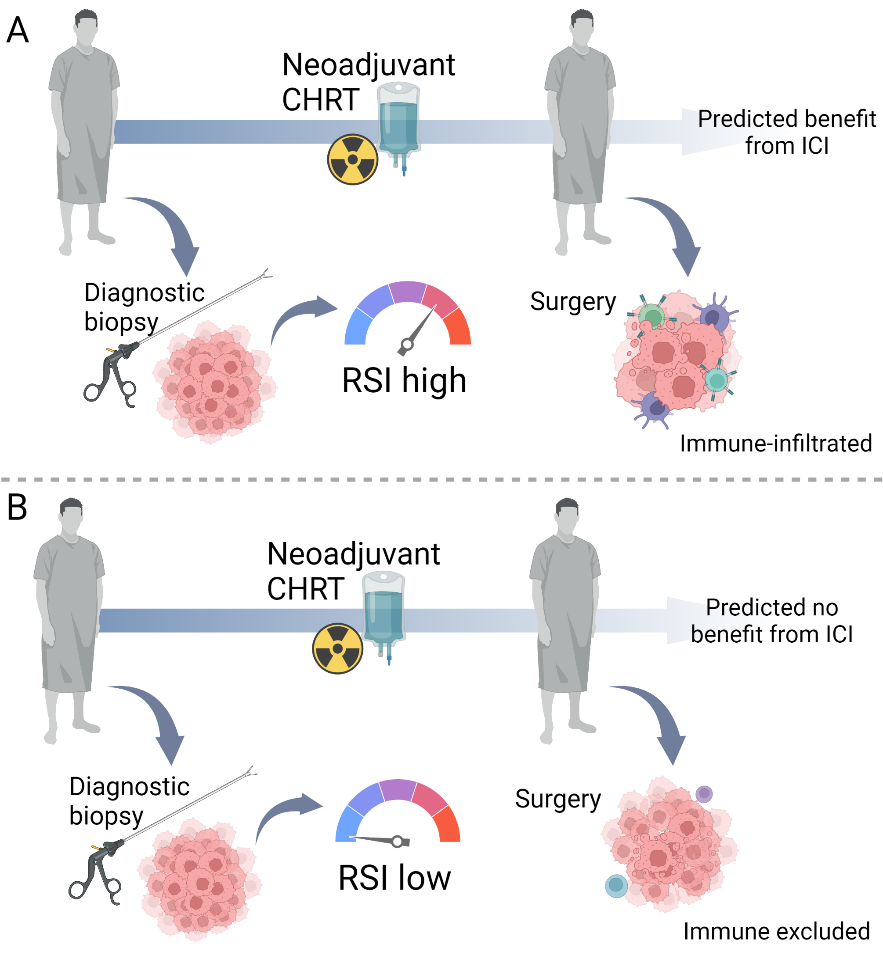 A
Neoadjuvant
CHRT
Predicted benefit
from ICI
Diagnostic
biopsy
RSI high
Surgery
Immune-infiltrated
B
Neoadjuvant
CHRT
Predicted no
benefit from ICI
Diagnostic
biopsy
RSI low
Surgery
Immune excluded